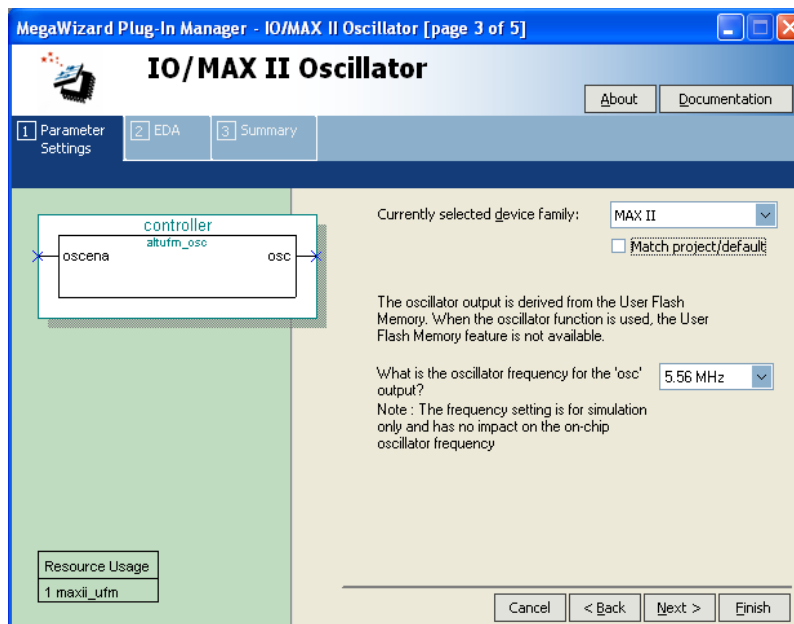 MegaWizard Plug-In Manager - IO/MAX II Oscillator [page 3 of 5]
IO/MAX II Oscillator
About
Documentation
1 Parameter
Settings
2 EDA
3 Summary
controller
altufm_osc
oscena
osc
Currently selected device family:
MAX II
Match project/default
The oscillator output is derived from the User Flash
Memory. When the oscillator function is used, the User
Flash Memory feature is not available.
What is the oscillator frequency for the 'osc'
output?
5.56 MHz
Note : The frequency setting is for simulation
only and has no impact on the on-chip
oscillator frequency
Resource Usage
1 maxii_ufm
Cancel
< Back
Next >
Finish